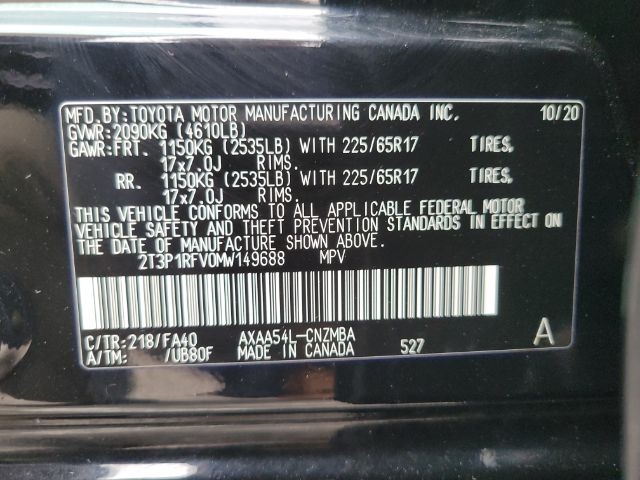 MFD.BY:TOYOTA MOTOR MANUFACTURING CANADA INC. 10/20
GVWR:2090KG (4610LB)
GAWR:FRT. 1150KG (2535LB) WITH 225/65R17 TIRES,
17x7.0J RIMS.
RR. 1150KG (2535LB) WITH 225/65R17 TIRES,
17x7.0J RIMS.
THIS VEHICLE CONFORMS TO ALL APPLICABLE FEDERAL MOTOR
VEHICLE SAFETY AND THEFT PREVENTION STANDARDS IN EFFECT ON
THE DATE OF MANUFACTURE SHOWN ABOVE.
2T3P1RFV0MW149688 MPV
C/TR:218/FA40 AXAA54L-CNZMBA A
A/TM: /UB80F MADE IN CANADA 527